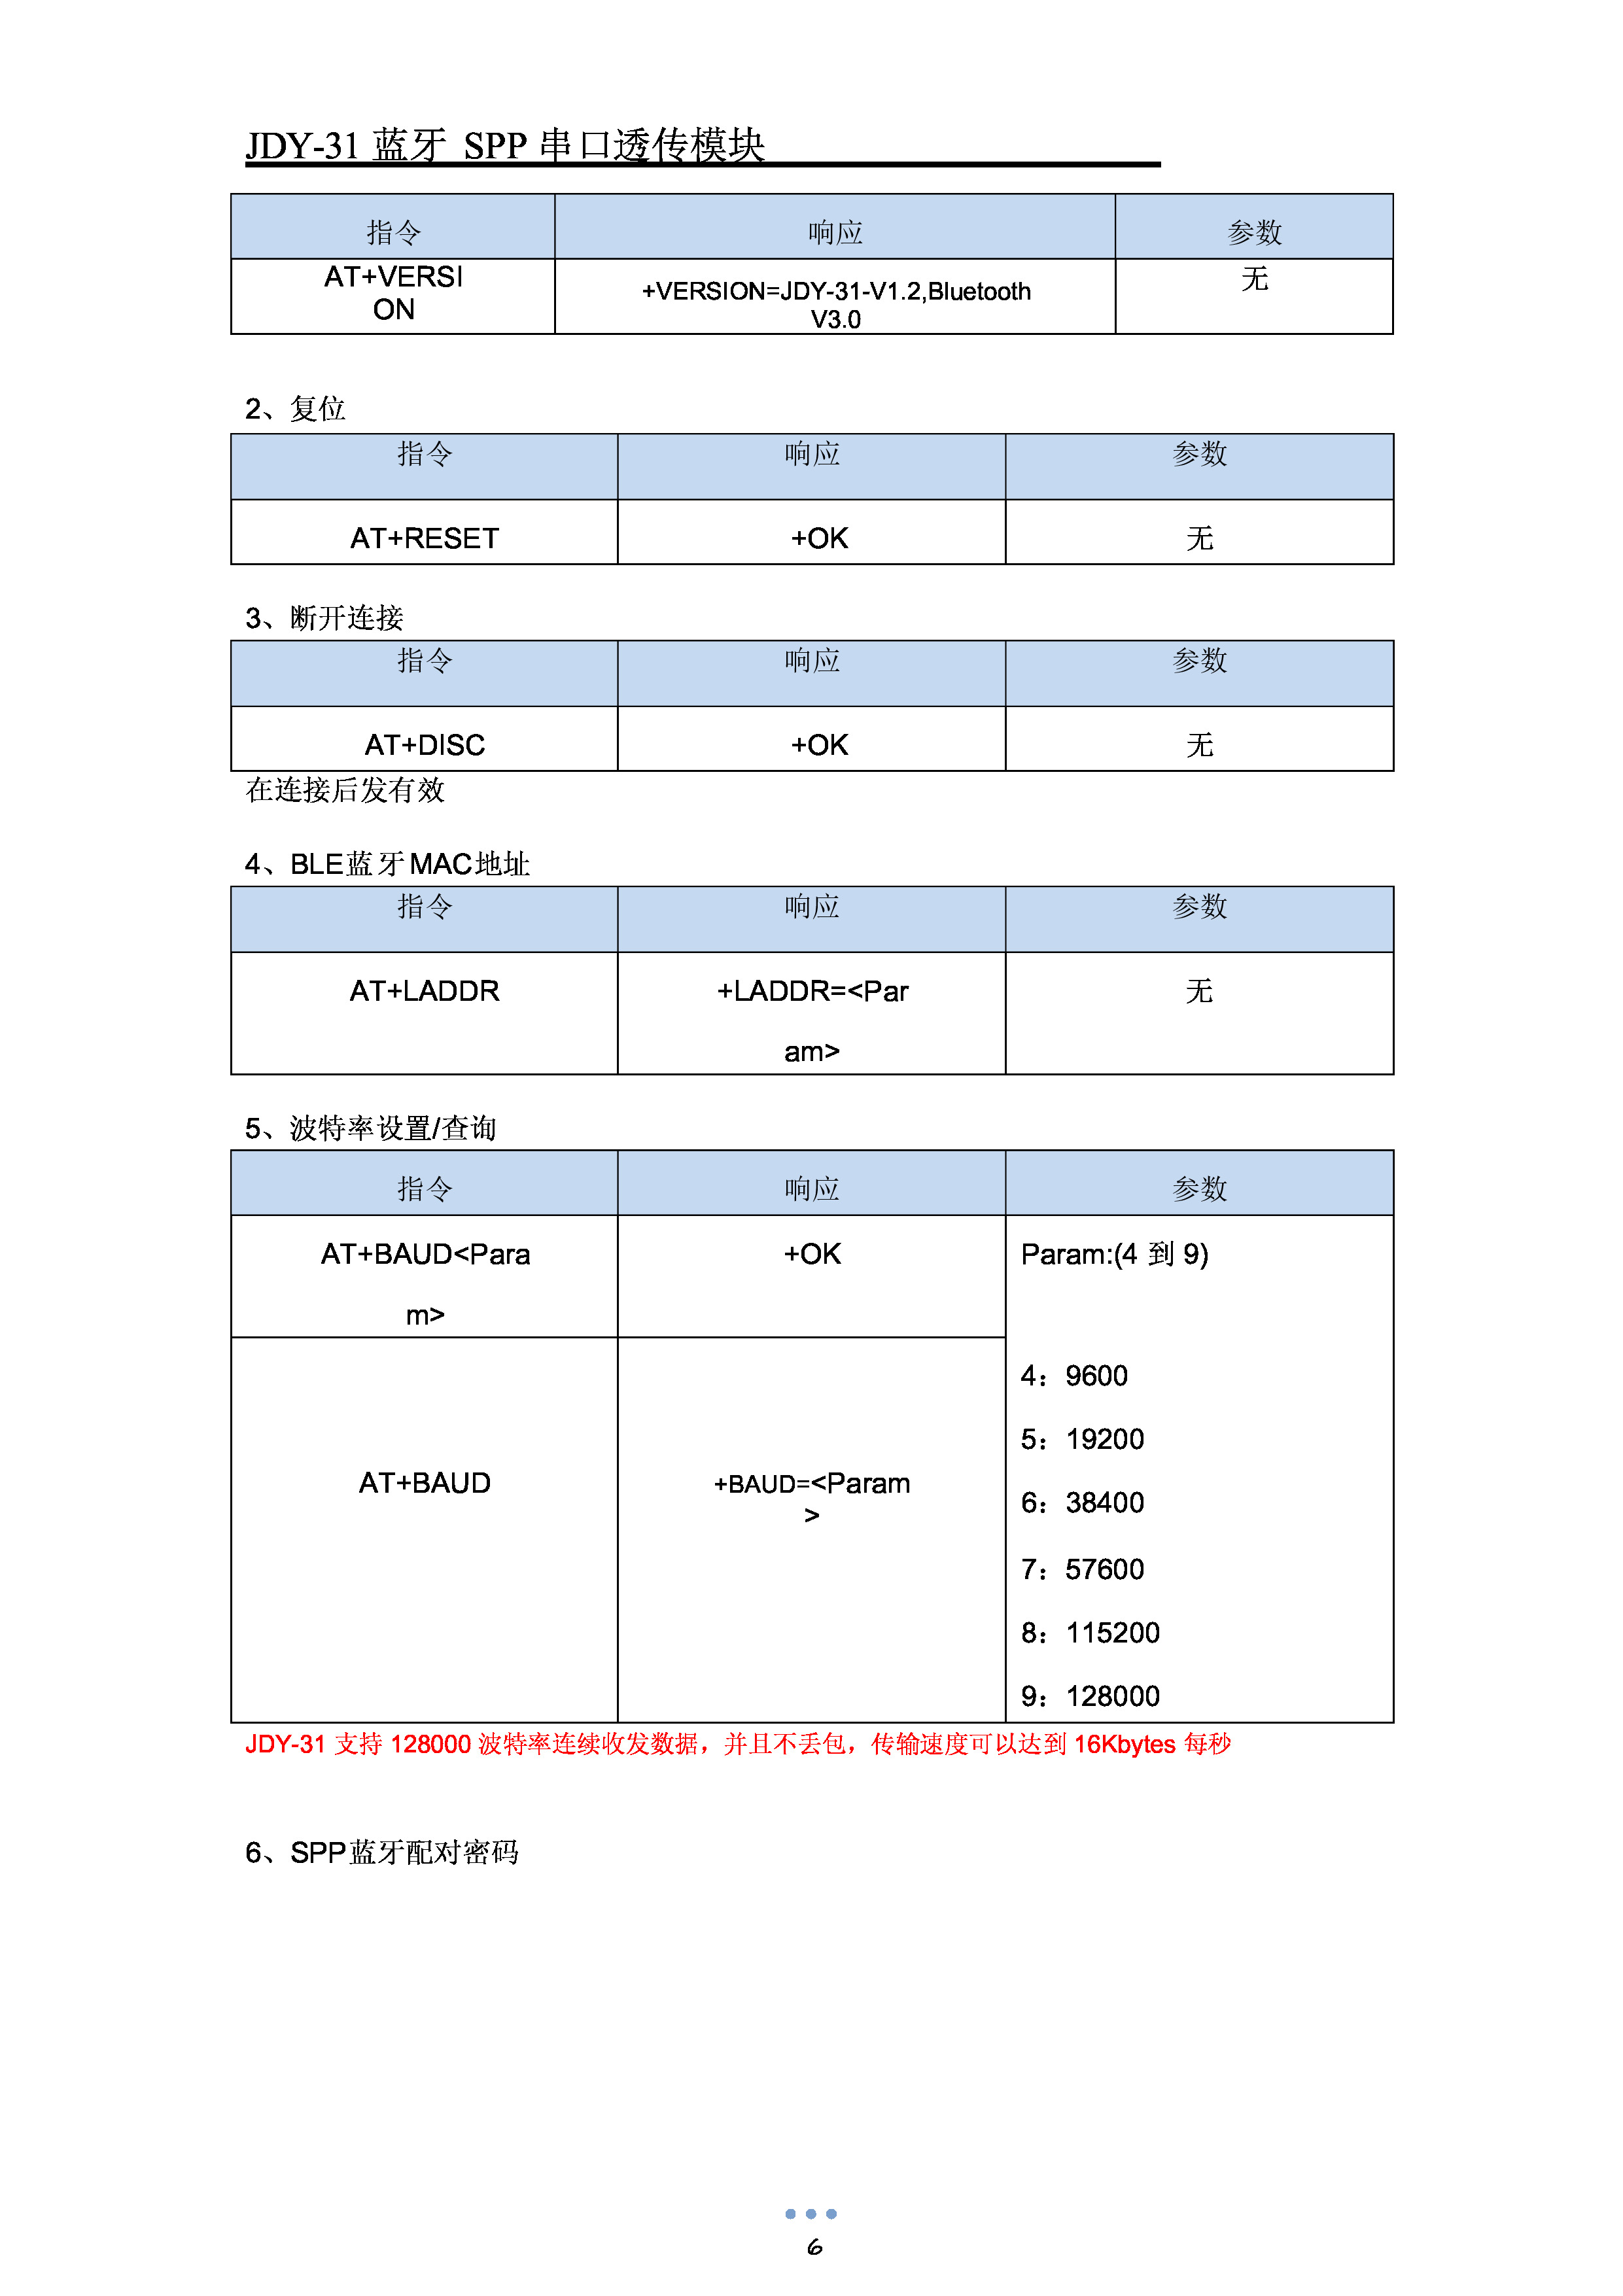 JDY-31 蓝牙 SPP 串口透传模块
指令 响应 参数
AT+VERSI
ON
+VERSION=JDY-31-V1.2,Bluetooth
V3.0
无
2、复位
指令 响应 参数
AT+RESET +OK 无
3、断开连接
指令 响应 参数
AT+DISC +OK 无
在连接后发有效
4、BLE蓝牙MAC地址
指令 响应 参数
AT+LADDR
+LADDR=<Par
am>
无
5、波特率设置/查询
指令 响应 参数
AT+BAUD<Para
m>
+OK
Param:(4 到 9)
AT+BAUD
+BAUD=<Param
>
4：9600
5：19200
6：38400
7：57600
8：115200
9：128000
JDY-31 支持 128000 波特率连续收发数据，并且不丢包，传输速度可以达到 16Kbytes 每秒
6、SPP蓝牙配对密码
6